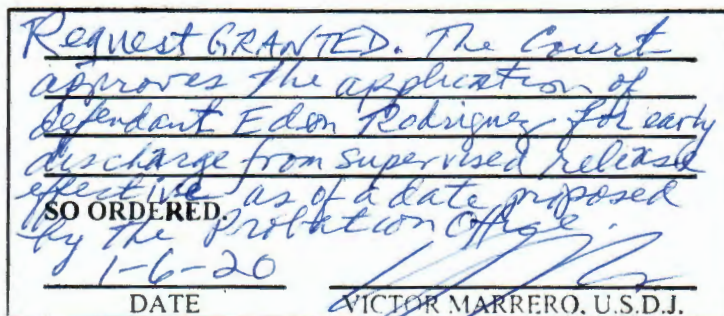 Request GRANTED. The Court
approves the application of
defendant Edson Rodriguez for early
discharge from supervised release
effective as of a date proposed
SO ORDERED.
by the Probation Office.
1-6-20
DATE VICTOR MARRERO, U.S.D.J.